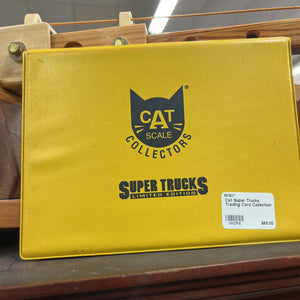 CAT
SCALE
COLLECTORS
SUPER TRUCKS
LIMITED EDITION
Cat Super Trucks
Trading Card Collection
$65.00